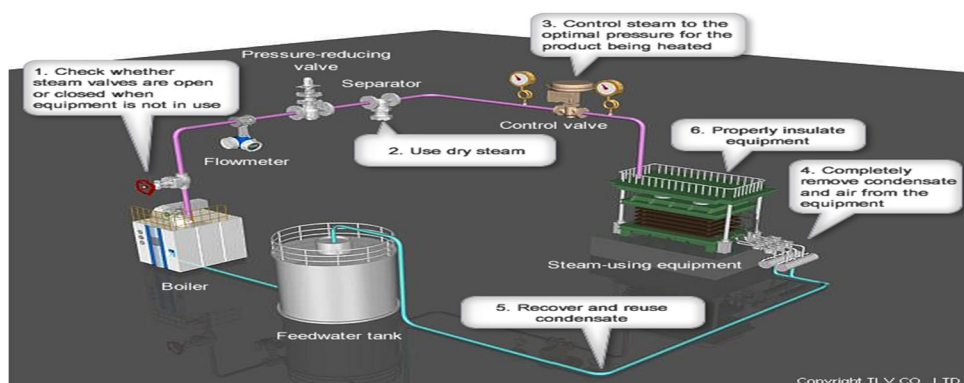 3. Control steam to the
optimal pressure for the
product being heated
Pressure-reducing
valve
1. Check whether
steam valves are open
or closed when
equipment is not in use
Separator
Control valve
6. Properly insulate
equipment
Flowmeter
2. Use dry steam
4. Completely
remove condensate
and air from the
equipment
Steam-using equipment
Boiler
5. Recover and reuse
condensate
Feedwater tank
Copyright TLV CO., LTD.